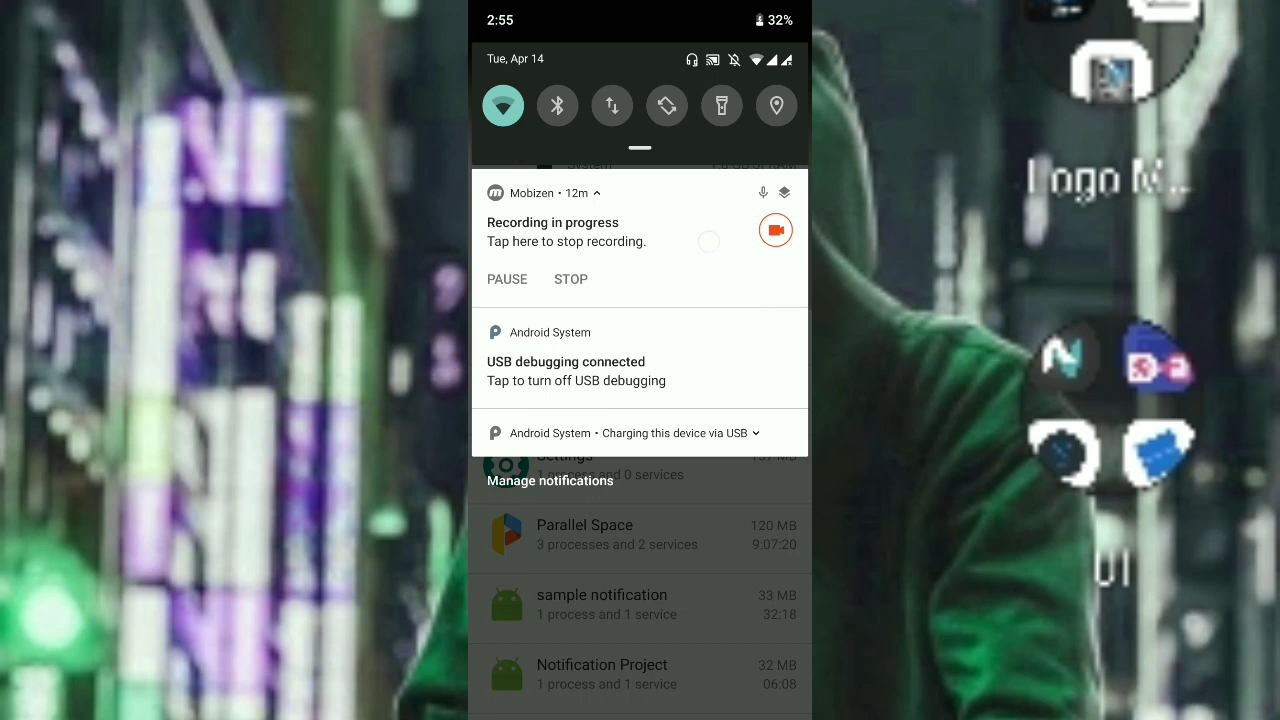 2:55
32%
Tue, Apr 14
Mobizen • 12m
Recording in progress
Tap here to stop recording.
PAUSE STOP
Android System
USB debugging connected
Tap to turn off USB debugging
Android System • Charging this device via USB
Settings
1 process and 0 services
Manage notifications
Parallel Space 120 MB
3 processes and 2 services 9:07:20
sample notification 33 MB
1 process and 1 service 32:18
Notification Project 32 MB
1 process and 1 service 06:08
Logo M...
UI